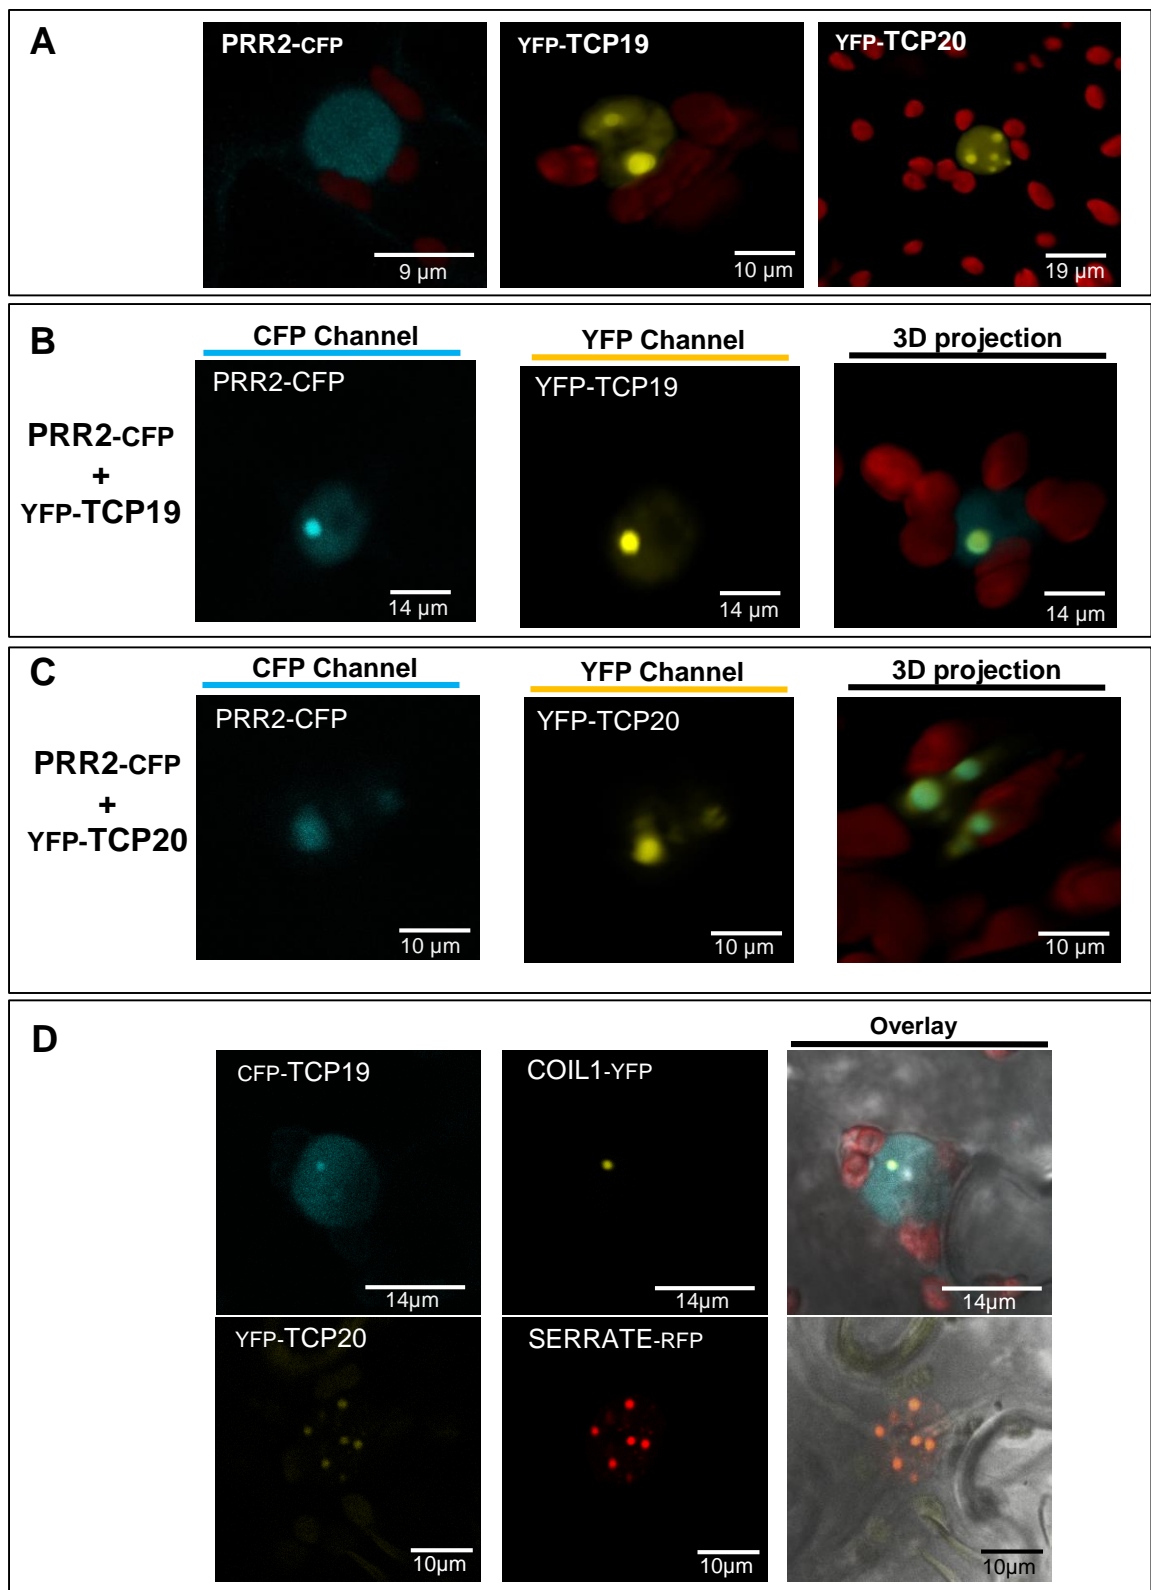 A
PRR2-CFP
YFP-TCP19
YFP-TCP20
9 µm
10 µm
19 µm
B
CFP Channel
YFP Channel
3D projection
PRR2-CFP
+
YFP-TCP19
PRR2-CFP
YFP-TCP19
14 µm
14 µm
14 µm
C
CFP Channel
YFP Channel
3D projection
PRR2-CFP
+
YFP-TCP20
PRR2-CFP
YFP-TCP20
10 µm
10 µm
10 µm
D
Overlay
CFP-TCP19
COIL1-YFP
14µm
14µm
14µm
YFP-TCP20
SERRATE-RFP
10µm
10µm
10µm